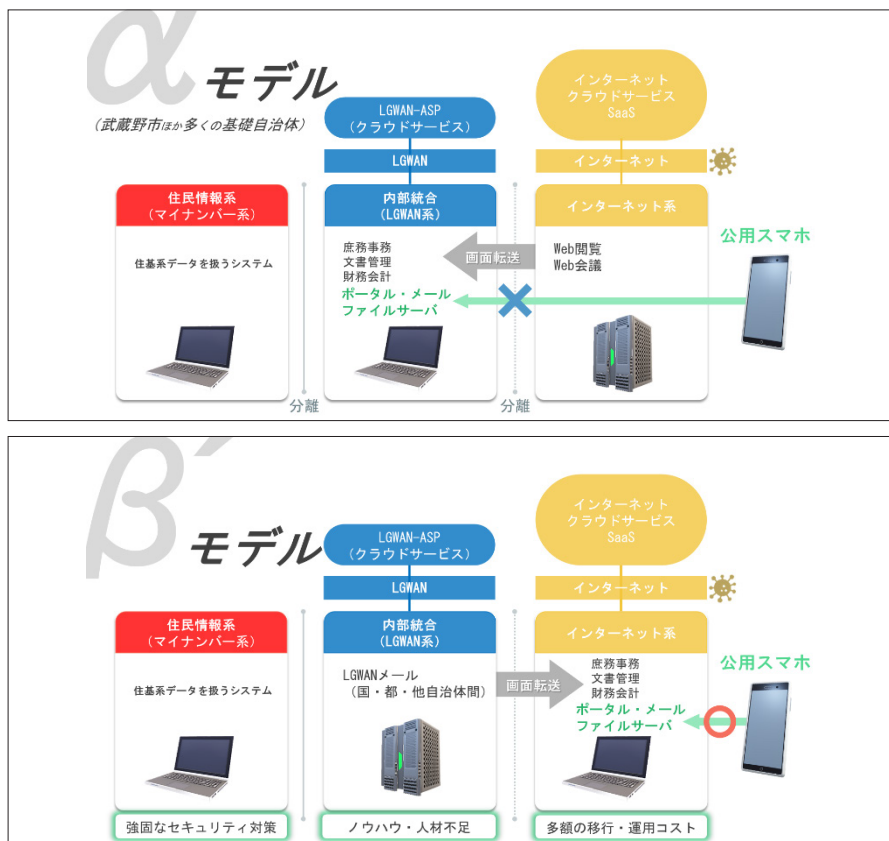 α モデル
(武蔵野市ほか多くの基礎自治体)
インターネット
クラウドサービス
SaaS
LGWAN-ASP
(クラウドサービス)
LGWAN
インターネット
住民情報系
(マイナンバー系)
内部統合
(LGWAN系)
インターネット系
公用スマホ
住基系データを扱うシステム
庶務事務
文書管理
財務会計
ポータル・メール
ファイルサーバ
画面転送
Web閲覧
Web会議
分離
分離
β´ モデル
インターネット
クラウドサービス
SaaS
LGWAN-ASP
(クラウドサービス)
LGWAN
インターネット
住民情報系
(マイナンバー系)
内部統合
(LGWAN系)
インターネット系
公用スマホ
住基系データを扱うシステム
LGWANメール
(国・都・他自治体間)
画面転送
庶務事務
文書管理
財務会計
ポータル・メール
ファイルサーバ
強固なセキュリティ対策
ノウハウ・人材不足
多額の移行・運用コスト